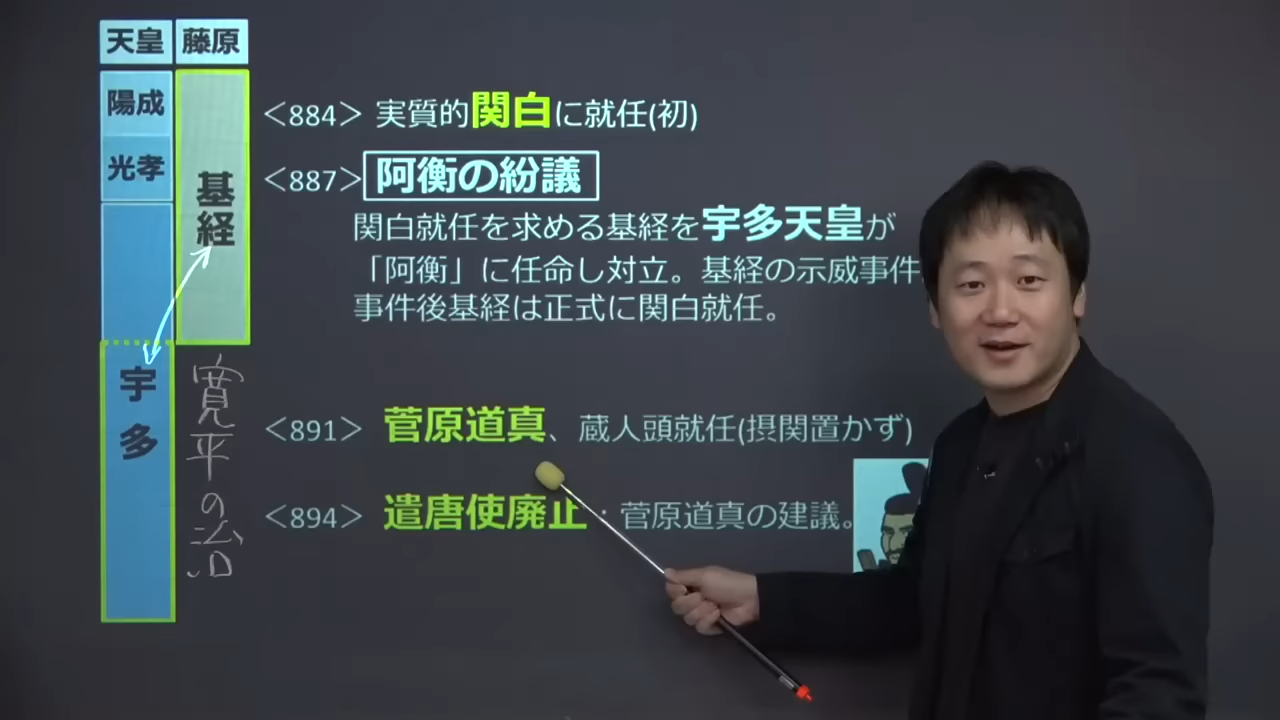 天皇 藤原
陽成
光孝
基経
宇多
寛平の治
<884> 実質的関白に就任(初)
<887> 阿衡の紛議
関白就任を求める基経を宇多天皇が
「阿衡」に任命し対立。基経の示威事件
事件後基経は正式に関白就任。
<891> 菅原道真、蔵人頭就任(摂関置かず)
<894> 遣唐使廃止:菅原道真の建議。